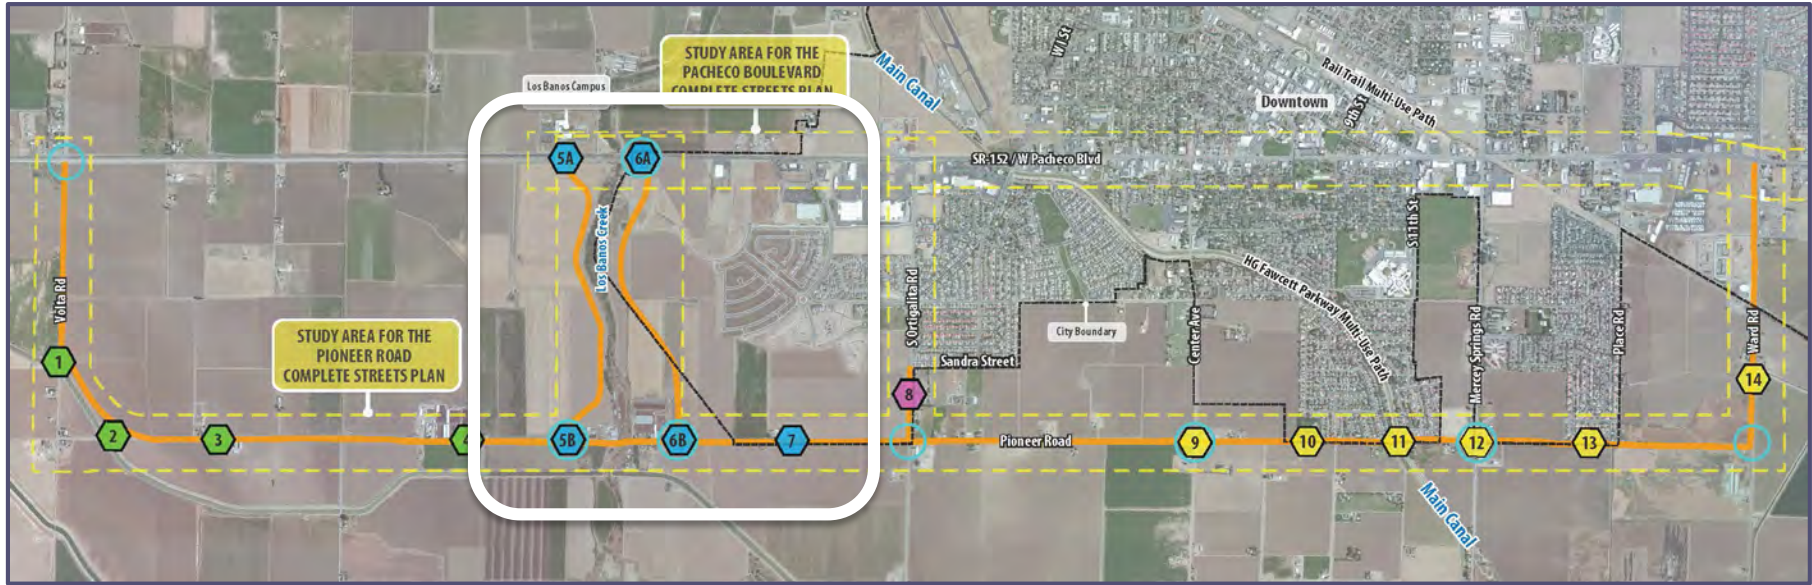 STUDY AREA FOR THE
PACHECO BOULEVARD
COMPLETE STREETS PLAN
Los Banos Campus
Main Canal
W I St
Rail Trail Multi-Use Path
Downtown
9th St
5A
6A
SR-152 / W Pacheco Blvd
Los Banos Creek
S 11th St
HG Fawcett Parkway Multi-Use Path
Volta Rd
S Ortigalita Rd
City Boundary
Center Ave
Mercey Springs Rd
Place Rd
Ward Rd
STUDY AREA FOR THE
PIONEER ROAD
COMPLETE STREETS PLAN
Sandra Street
1
8
14
2
3
4
5B
6B
7
Pioneer Road
9
10
11
12
13
Main Canal